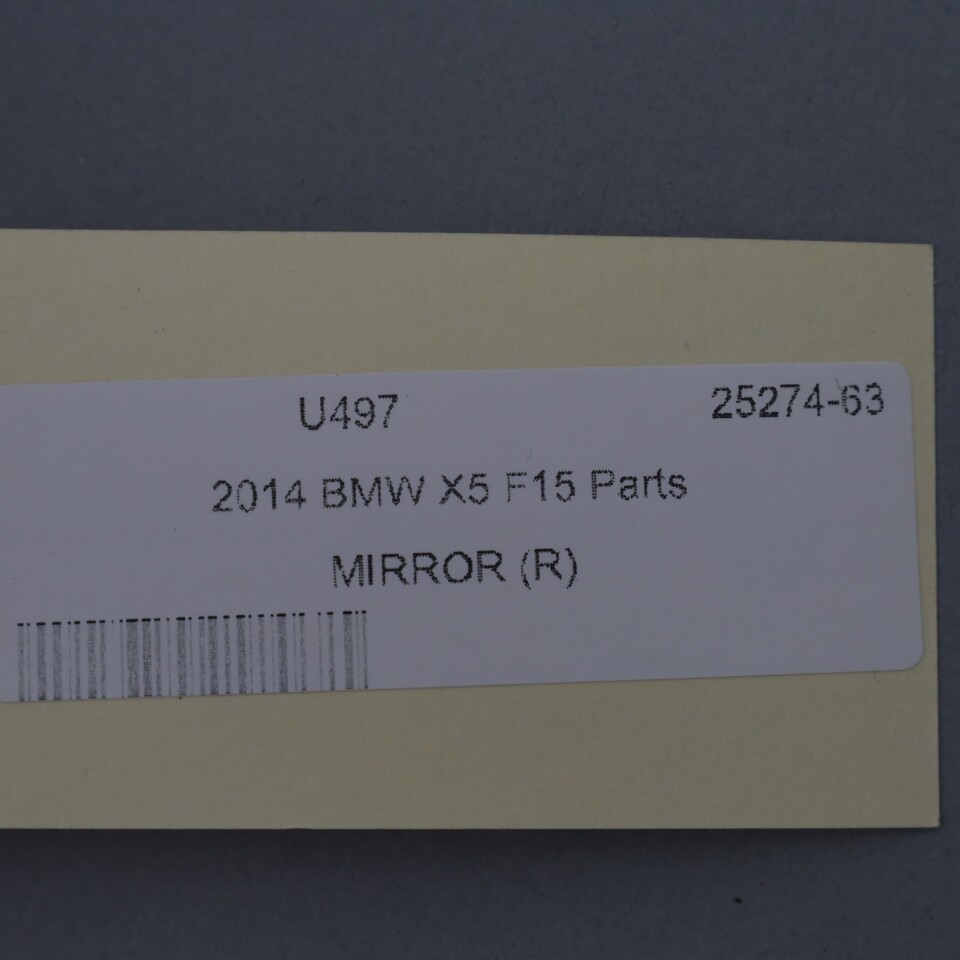 U497 25274-63
2014 BMW X5 F15 Parts
MIRROR (R)